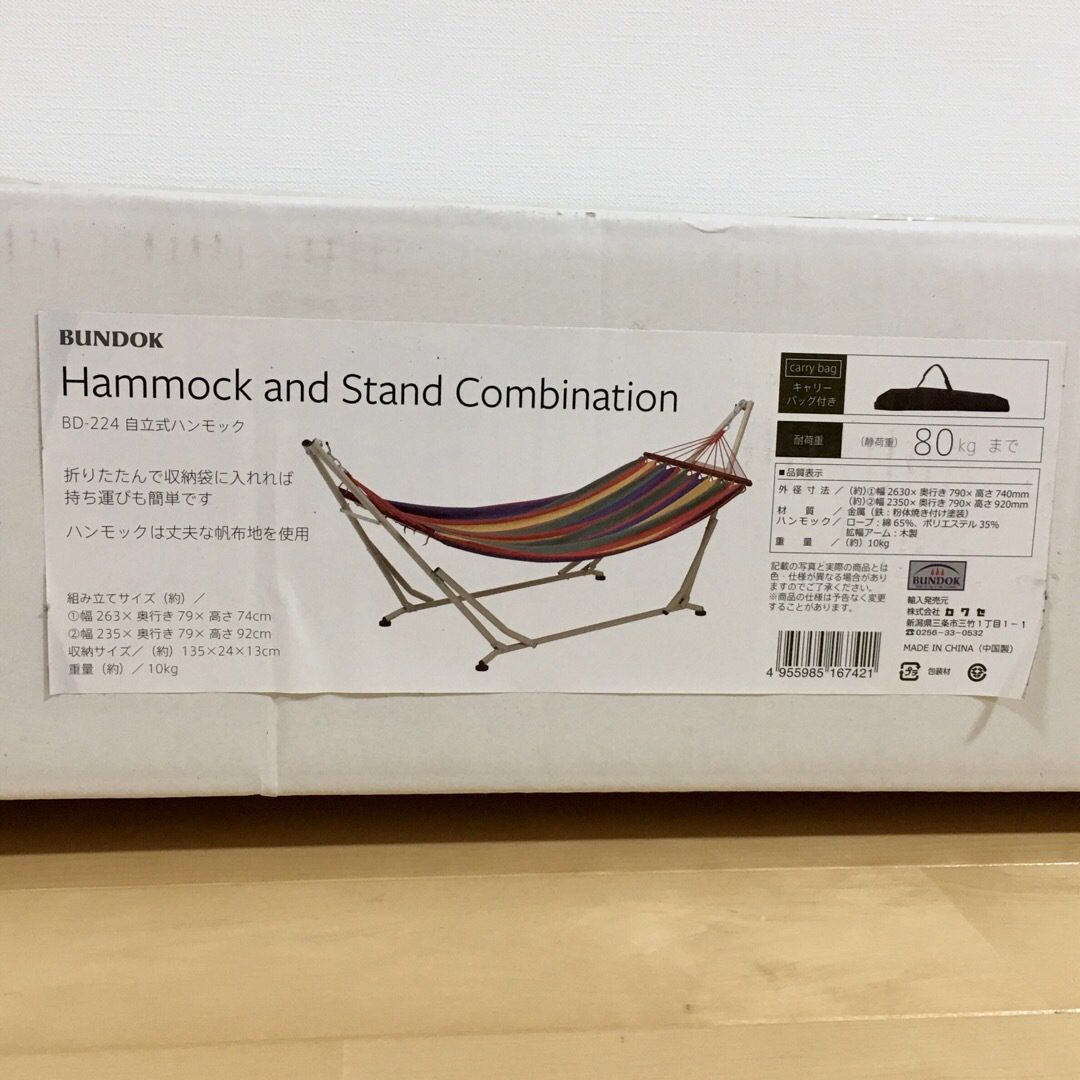 BUNDOK
Hammock and Stand Combination
BD-224 自立式ハンモック
折りたたんで収納袋に入れれば
持ち運びも簡単です
ハンモックは丈夫な帆布地を使用
組み立てサイズ（約）／
①幅 263× 奥行き 79× 高さ 74cm
②幅 235× 奥行き 79× 高さ 92cm
収納サイズ／（約）135×24×13cm
重量（約）／10kg
carry bag
キャリー
バッグ付き
耐荷重 （静荷重） 80kg まで
■品質表示
外径寸法／（約）①幅 2630× 奥行き 790× 高さ 740mm
（約）②幅 2350× 奥行き 790× 高さ 920mm
材質／金属（鉄：粉体焼き付け塗装）
ハンモック／ロープ：綿 65%、ポリエステル 35%
拡幅アーム：木製
重量／（約）10kg
記載の写真と実際の商品とは
色・仕様が異なる場合があり
ますのでご了承ください。
※商品の仕様は予告なく変更
することがあります。
4 955985 167421
BUNDOK
輸入発売元
株式会社 カワセ
新潟県三条市三竹1丁目1－1
☎0256－33－0532
MADE IN CHINA（中国製）
プラ 包装材